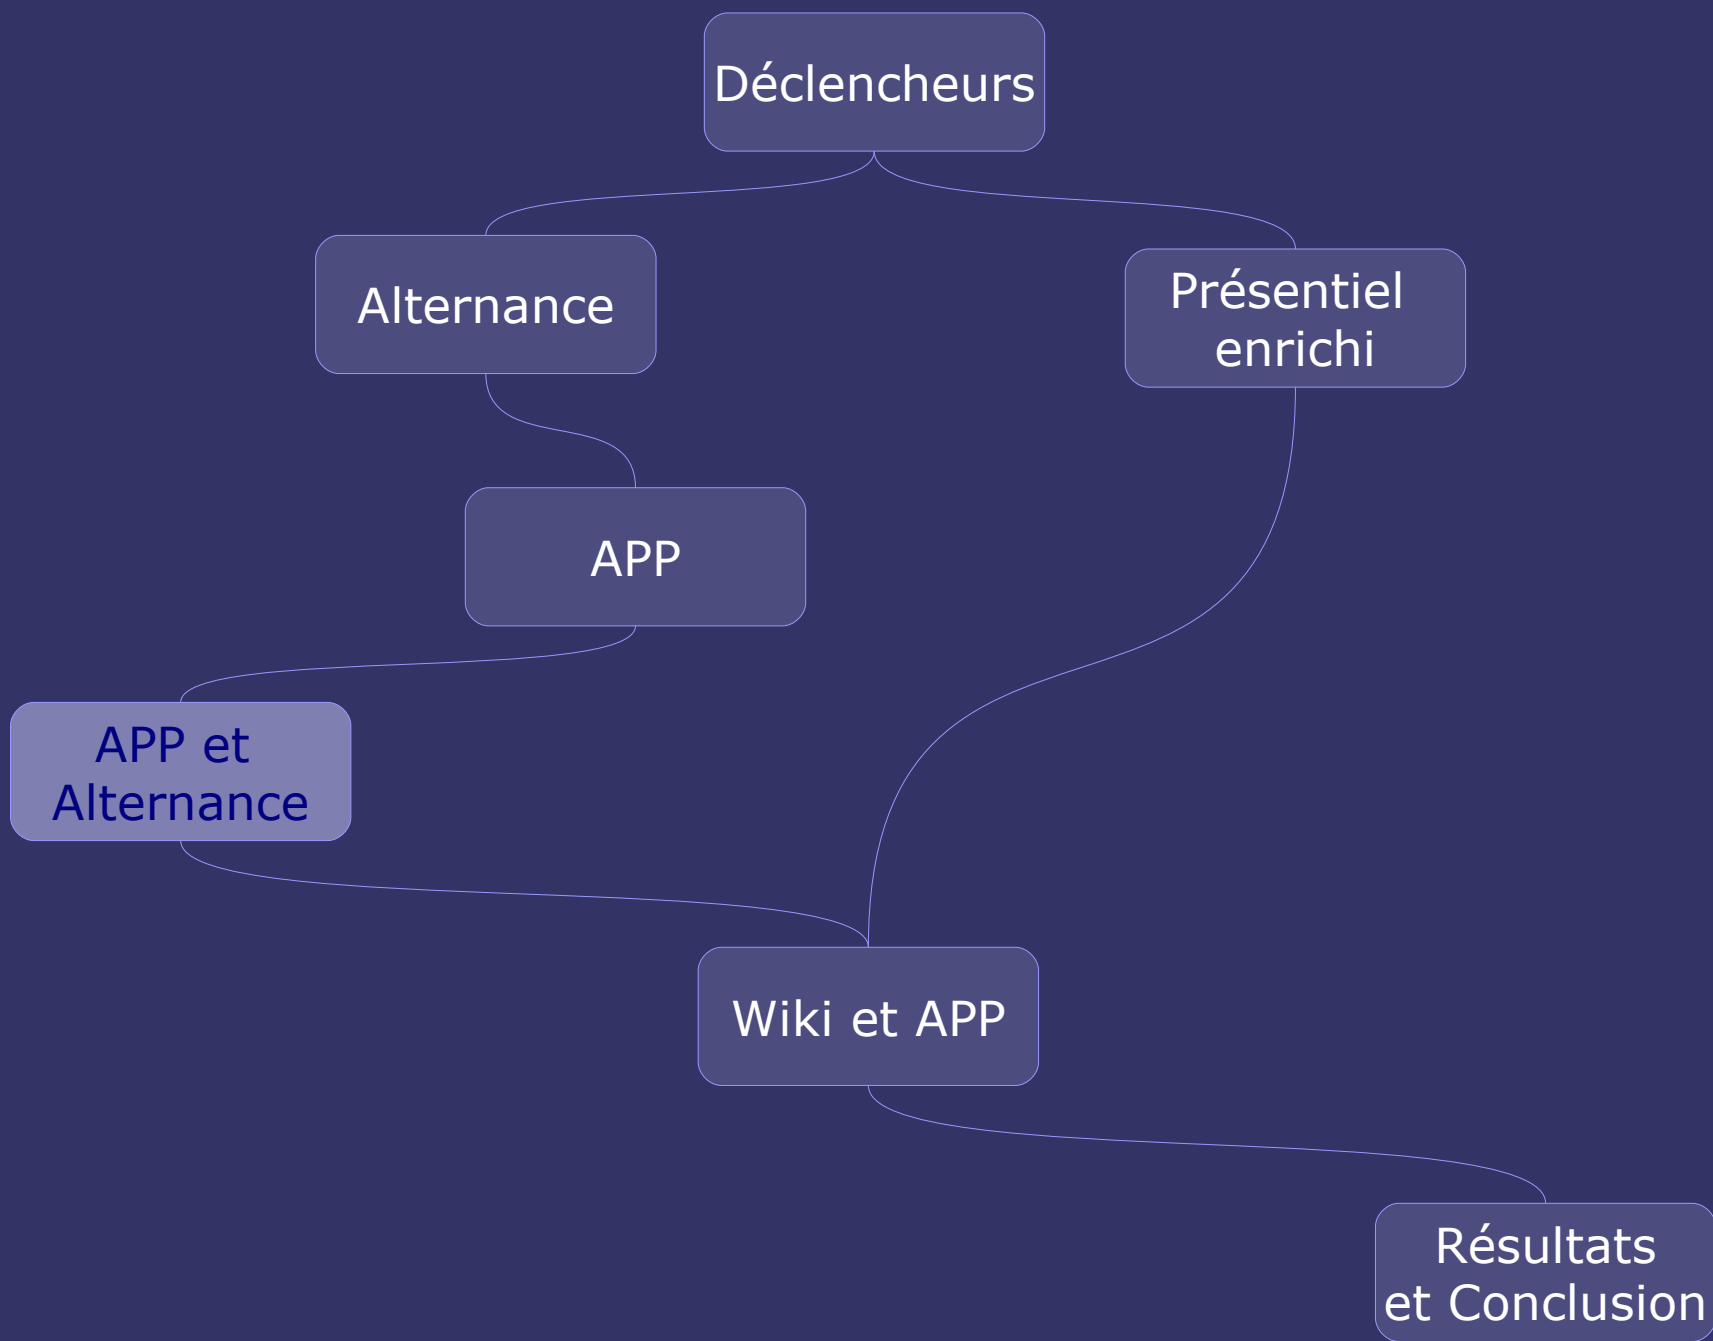 Déclencheurs
Alternance
Présentiel
enrichi
APP
APP et
Alternance
Wiki et APP
Résultats
et Conclusion